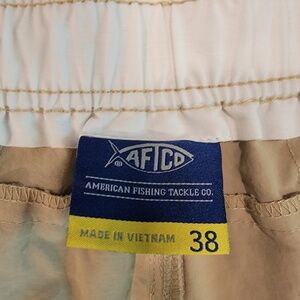 AFTCO
AMERICAN FISHING TACKLE CO.
MADE IN VIETNAM 38